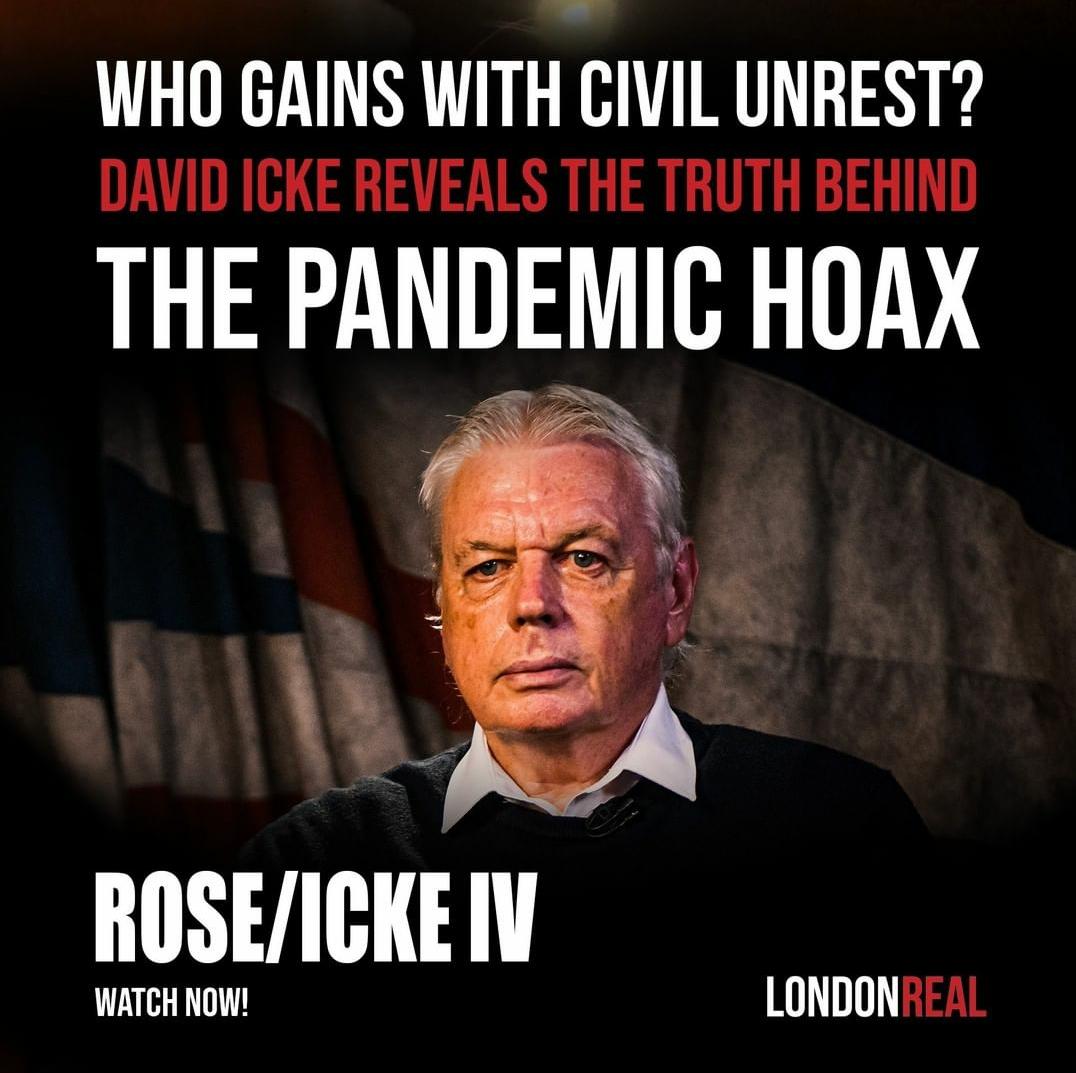 WHO GAINS WITH CIVIL UNREST?
DAVID ICKE REVEALS THE TRUTH BEHIND
THE PANDEMIC HOAX
ROSE/ICKE IV
WATCH NOW!
LONDONREAL